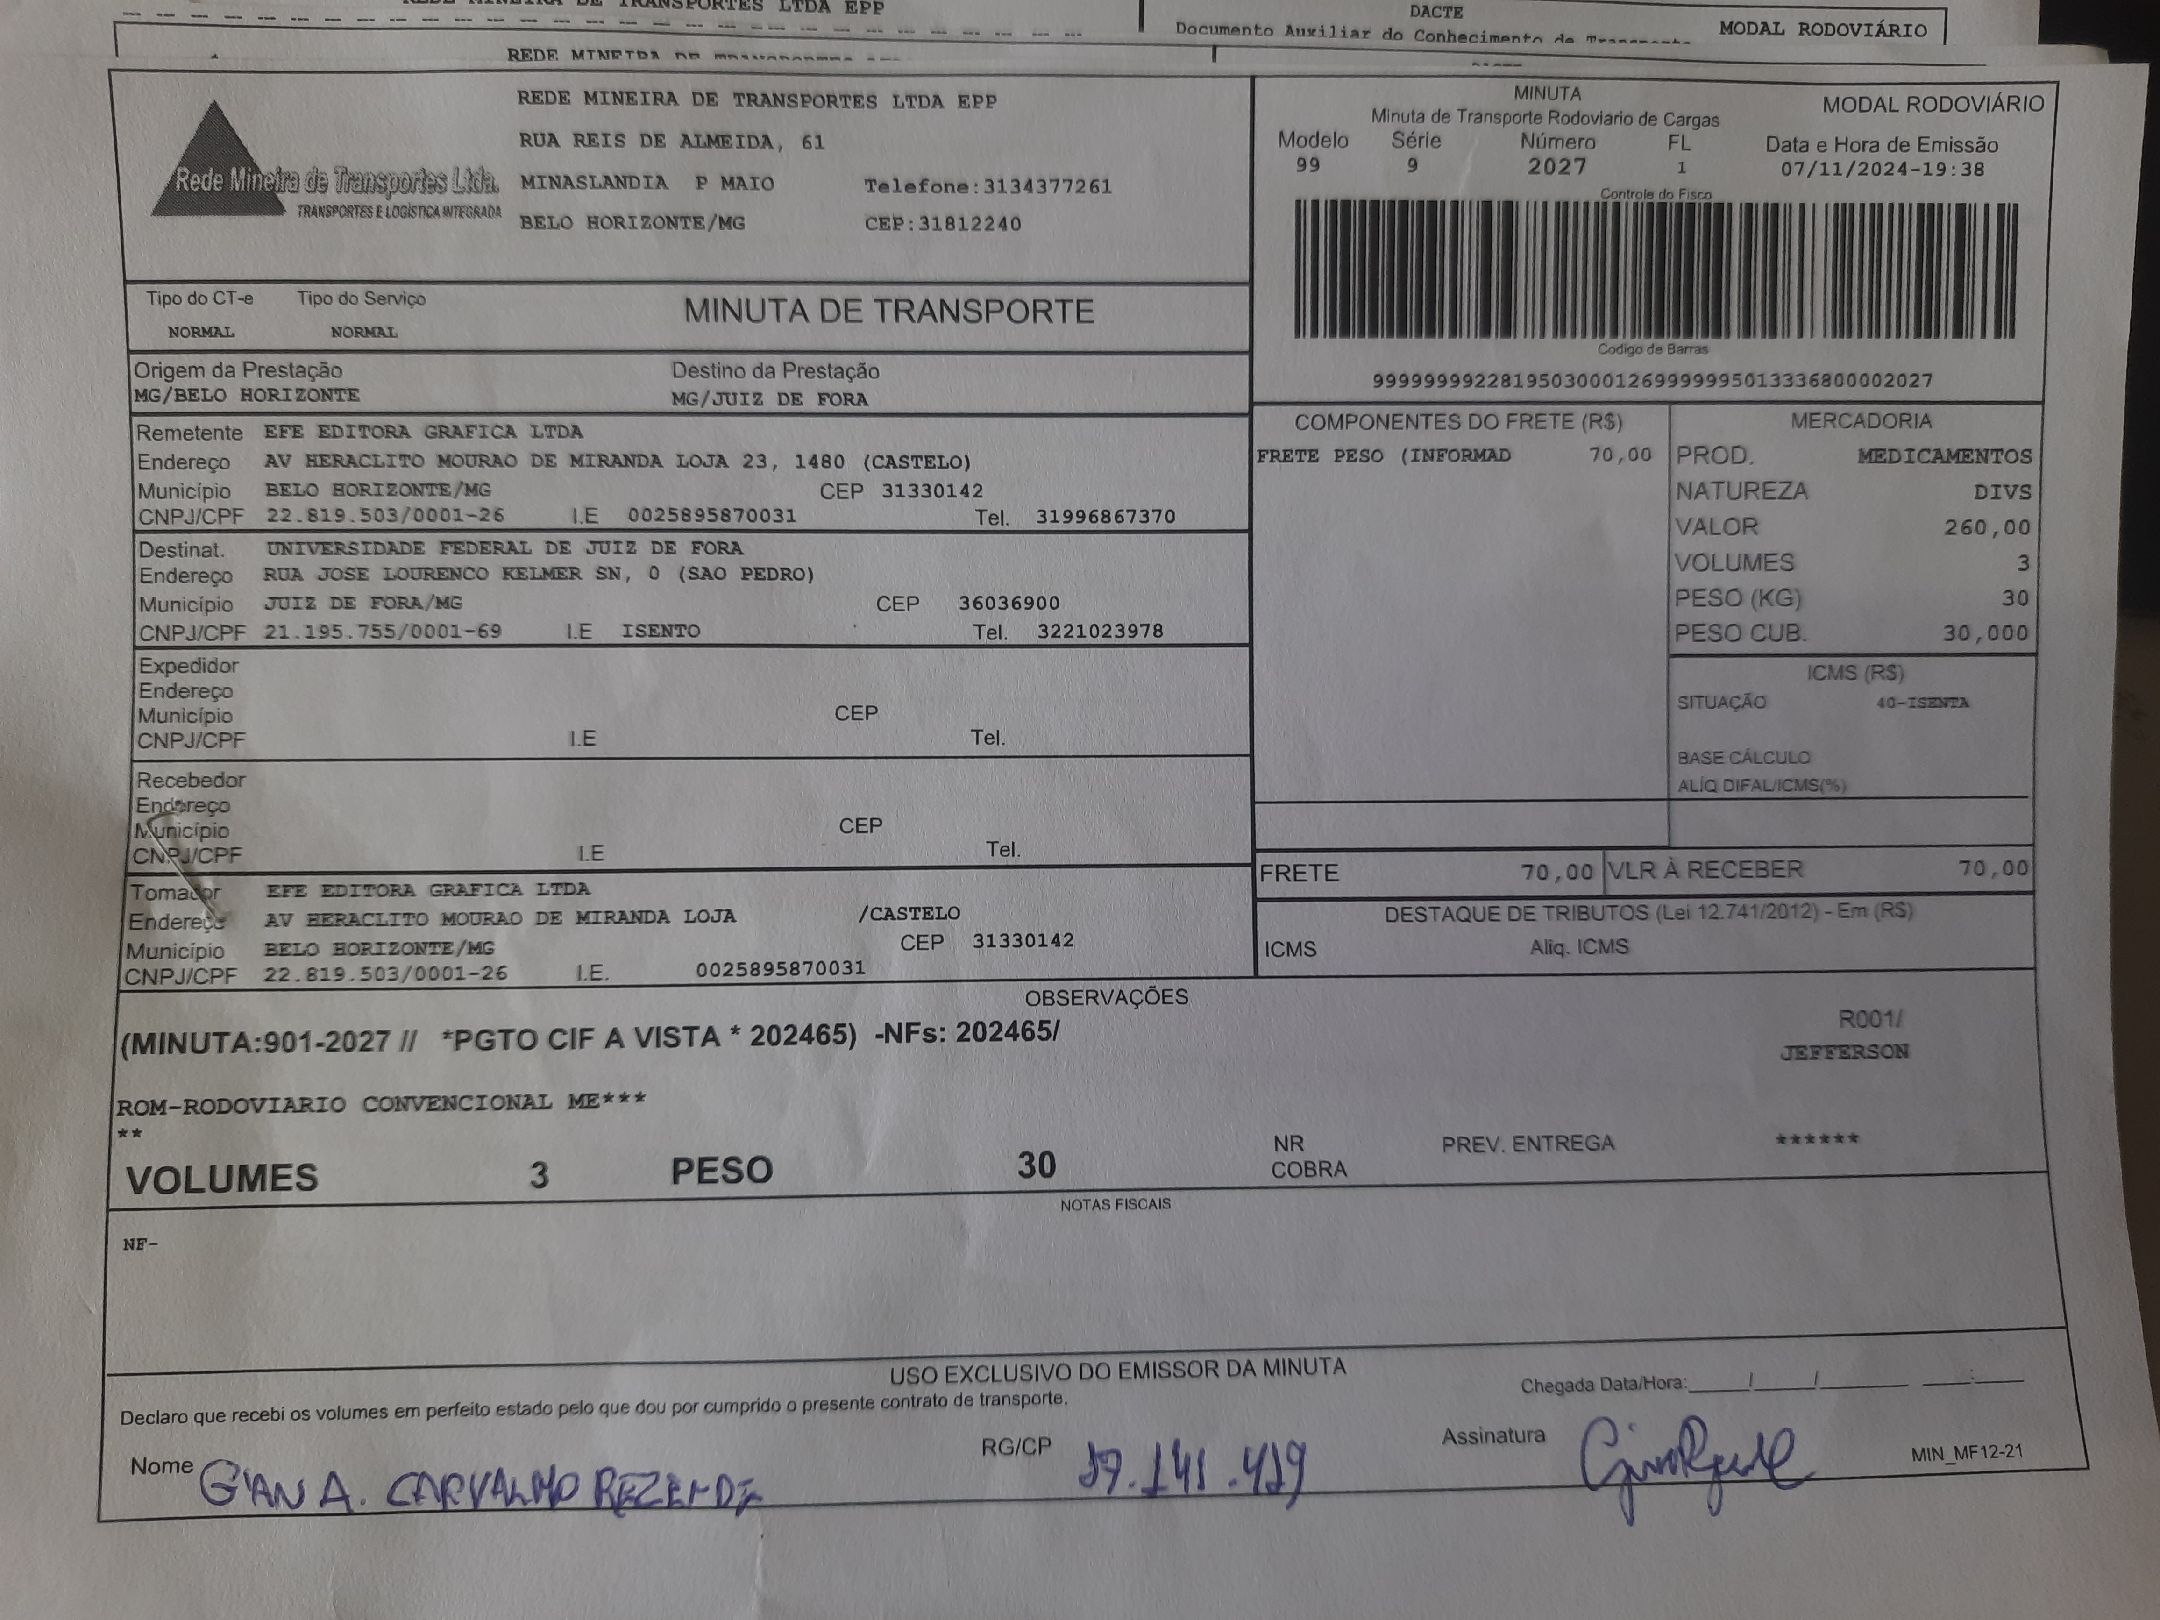 REDE MINEIRA DE TRANSPORTES LTDA EPP
DACTE
Documento Auxiliar do Conhecimento de Transporte
MODAL RODOVIÁRIO
REDE MINEIRA DE TRANSPORTES
Rede Mineira de Transportes Ltda.
TRANSPORTES E LOGÍSTICA INTEGRADA
REDE MINEIRA DE TRANSPORTES LTDA EPP
RUA REIS DE ALMEIDA, 61
MINASLANDIA P MAIO Telefone:3134377261
BELO HORIZONTE/MG CEP:31812240
MINUTA
MODAL RODOVIÁRIO
Minuta de Transporte Rodoviario de Cargas
Modelo Série Número FL Data e Hora de Emissão
99 9 2027 1 07/11/2024-19:38
Controle do Fisco
Codigo de Barras
99999999228195030001269999995013336800002027
Tipo do CT-e Tipo do Serviço
NORMAL NORMAL
MINUTA DE TRANSPORTE
Origem da Prestação Destino da Prestação
MG/BELO HORIZONTE MG/JUIZ DE FORA
Remetente EFE EDITORA GRAFICA LTDA
Endereço AV HERACLITO MOURAO DE MIRANDA LOJA 23, 1480 (CASTELO)
Município BELO HORIZONTE/MG CEP 31330142
CNPJ/CPF 22.819.503/0001-26 I.E 0025895870031 Tel. 31996867370
Destinat. UNIVERSIDADE FEDERAL DE JUIZ DE FORA
Endereço RUA JOSE LOURENCO KELMER SN, 0 (SAO PEDRO)
Município JUIZ DE FORA/MG CEP 36036900
CNPJ/CPF 21.195.755/0001-69 I.E ISENTO Tel. 3221023978
Expedidor
Endereço
Município CEP
CNPJ/CPF I.E Tel.
Recebedor
Endereço
Município CEP
CNPJ/CPF I.E Tel.
Tomador EFE EDITORA GRAFICA LTDA
Endereço AV HERACLITO MOURAO DE MIRANDA LOJA /CASTELO
Município BELO HORIZONTE/MG CEP 31330142
CNPJ/CPF 22.819.503/0001-26 I.E. 0025895870031
COMPONENTES DO FRETE (R$)
FRETE PESO (INFORMAD 70,00
MERCADORIA
PROD. MEDICAMENTOS
NATUREZA DIVS
VALOR 260,00
VOLUMES 3
PESO (KG) 30
PESO CUB. 30,000
ICMS (R$)
SITUAÇÃO 40-ISENTA
BASE CÁLCULO
ALÍQ DIFAL/ICMS(%)
FRETE 70,00 VLR À RECEBER 70,00
DESTAQUE DE TRIBUTOS (Lei 12.741/2012) - Em (R$)
ICMS Aliq. ICMS
OBSERVAÇÕES
(MINUTA:901-2027 // *PGTO CIF A VISTA * 202465) -NFs: 202465/
R001/
JEFFERSON
ROM-RODOVIARIO CONVENCIONAL ME***
**
VOLUMES 3 PESO 30
NR
COBRA
PREV. ENTREGA ******
NOTAS FISCAIS
NF-
USO EXCLUSIVO DO EMISSOR DA MINUTA
Declaro que recebi os volumes em perfeito estado pelo que dou por cumprido o presente contrato de transporte.
Chegada Data/Hora:____/____/______ ____:____
Nome GIAN A. CARVALHO REZENDE RG/CP 17.141.419 Assinatura
MIN_MF12-21